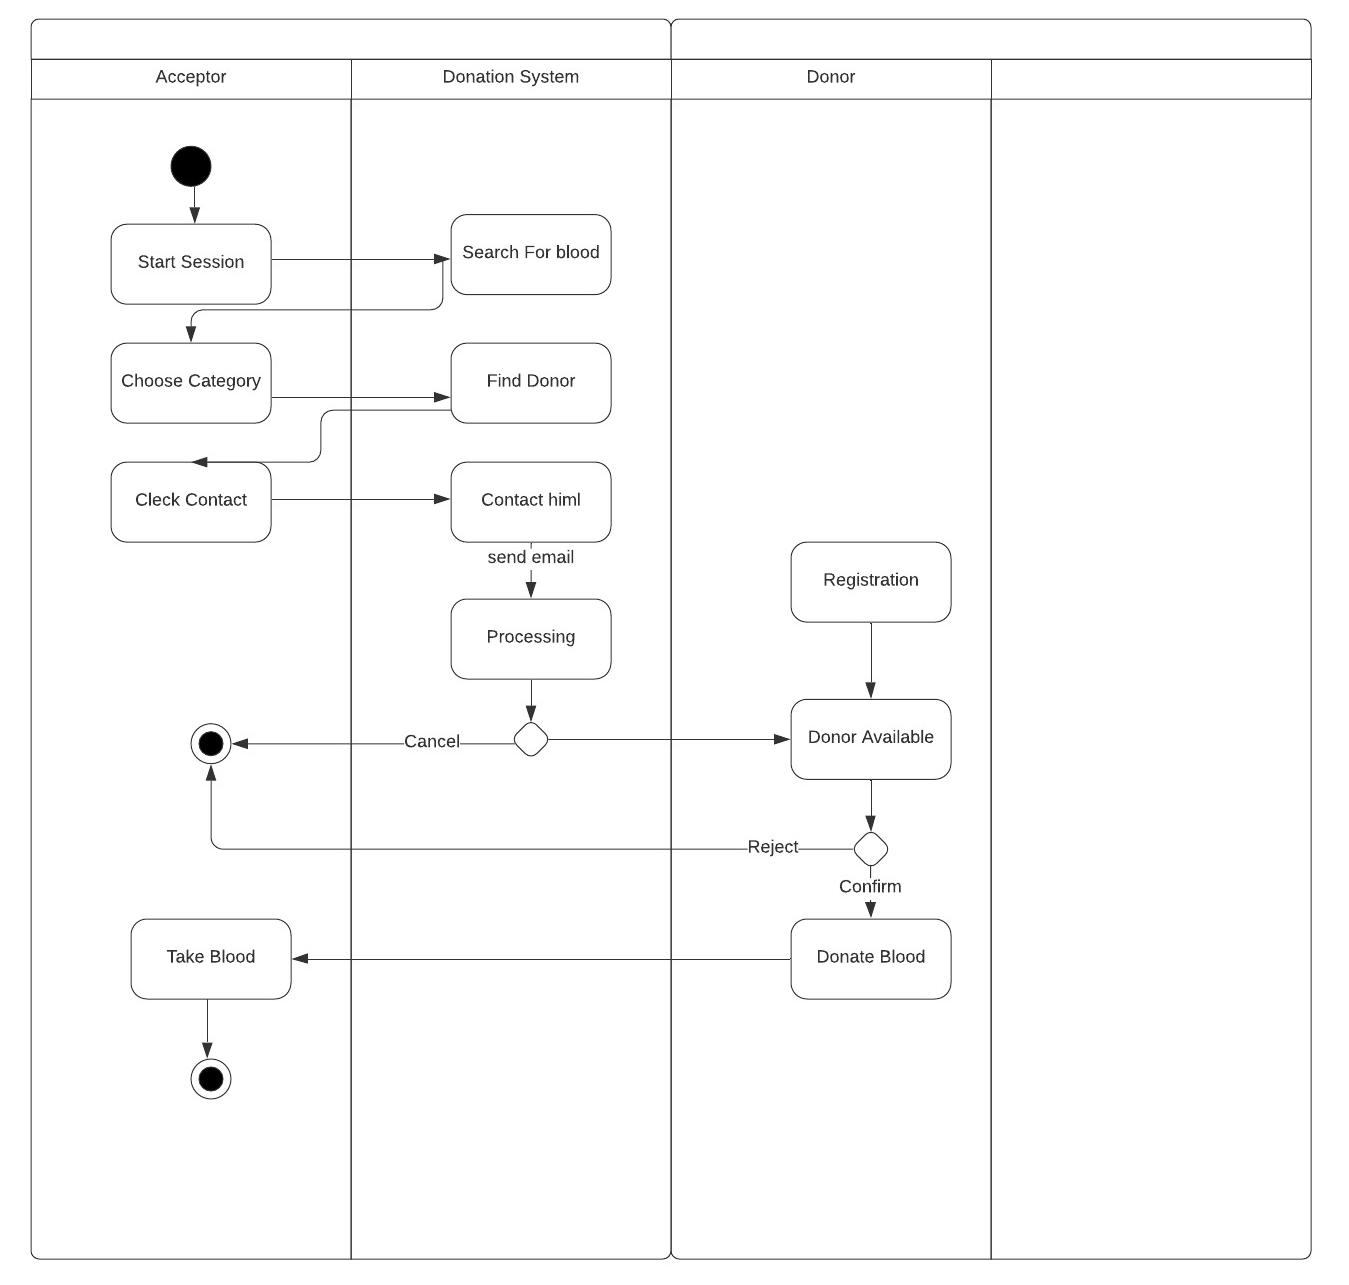 Acceptor
Donation System
Donor
Start Session
Search For blood
Choose Category
Find Donor
Cleck Contact
Contact himl
send email
Registration
Processing
Cancel
Donor Available
Reject
Confirm
Take Blood
Donate Blood